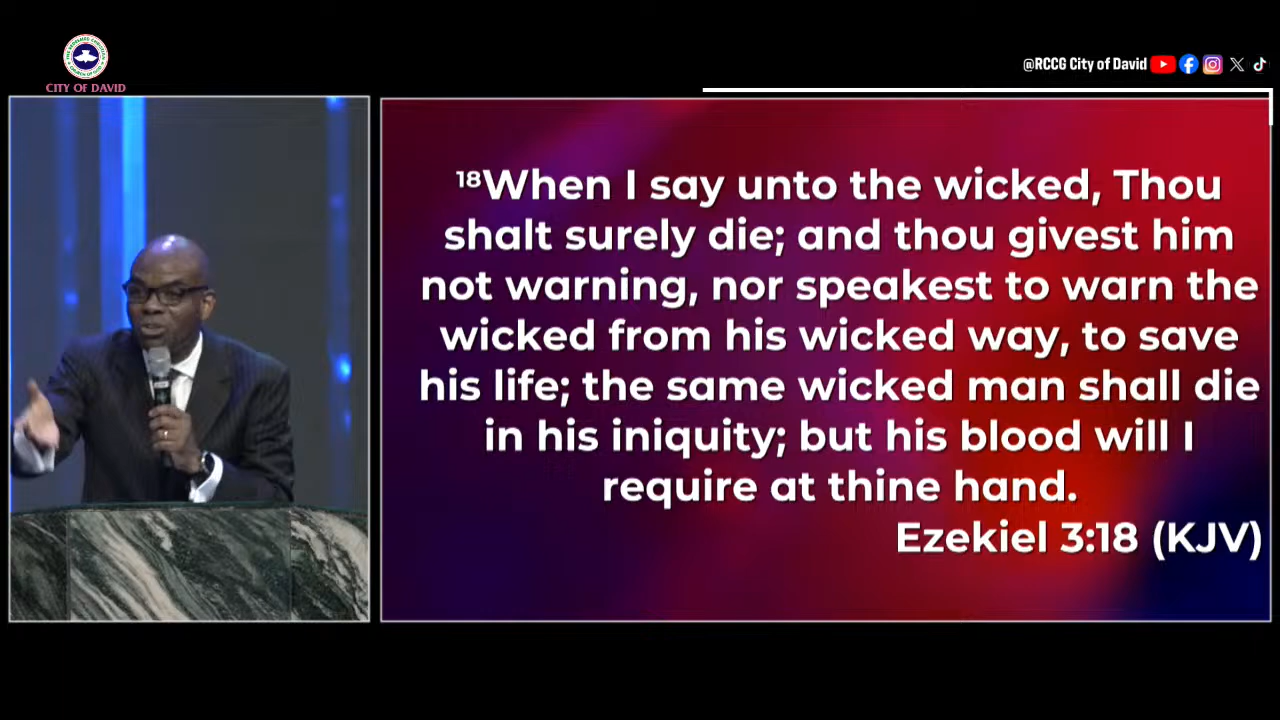 CITY OF DAVID
@RCCG City of David
18When I say unto the wicked, Thou
shalt surely die; and thou givest him
not warning, nor speakest to warn the
wicked from his wicked way, to save
his life; the same wicked man shall die
in his iniquity; but his blood will I
require at thine hand.
Ezekiel 3:18 (KJV)